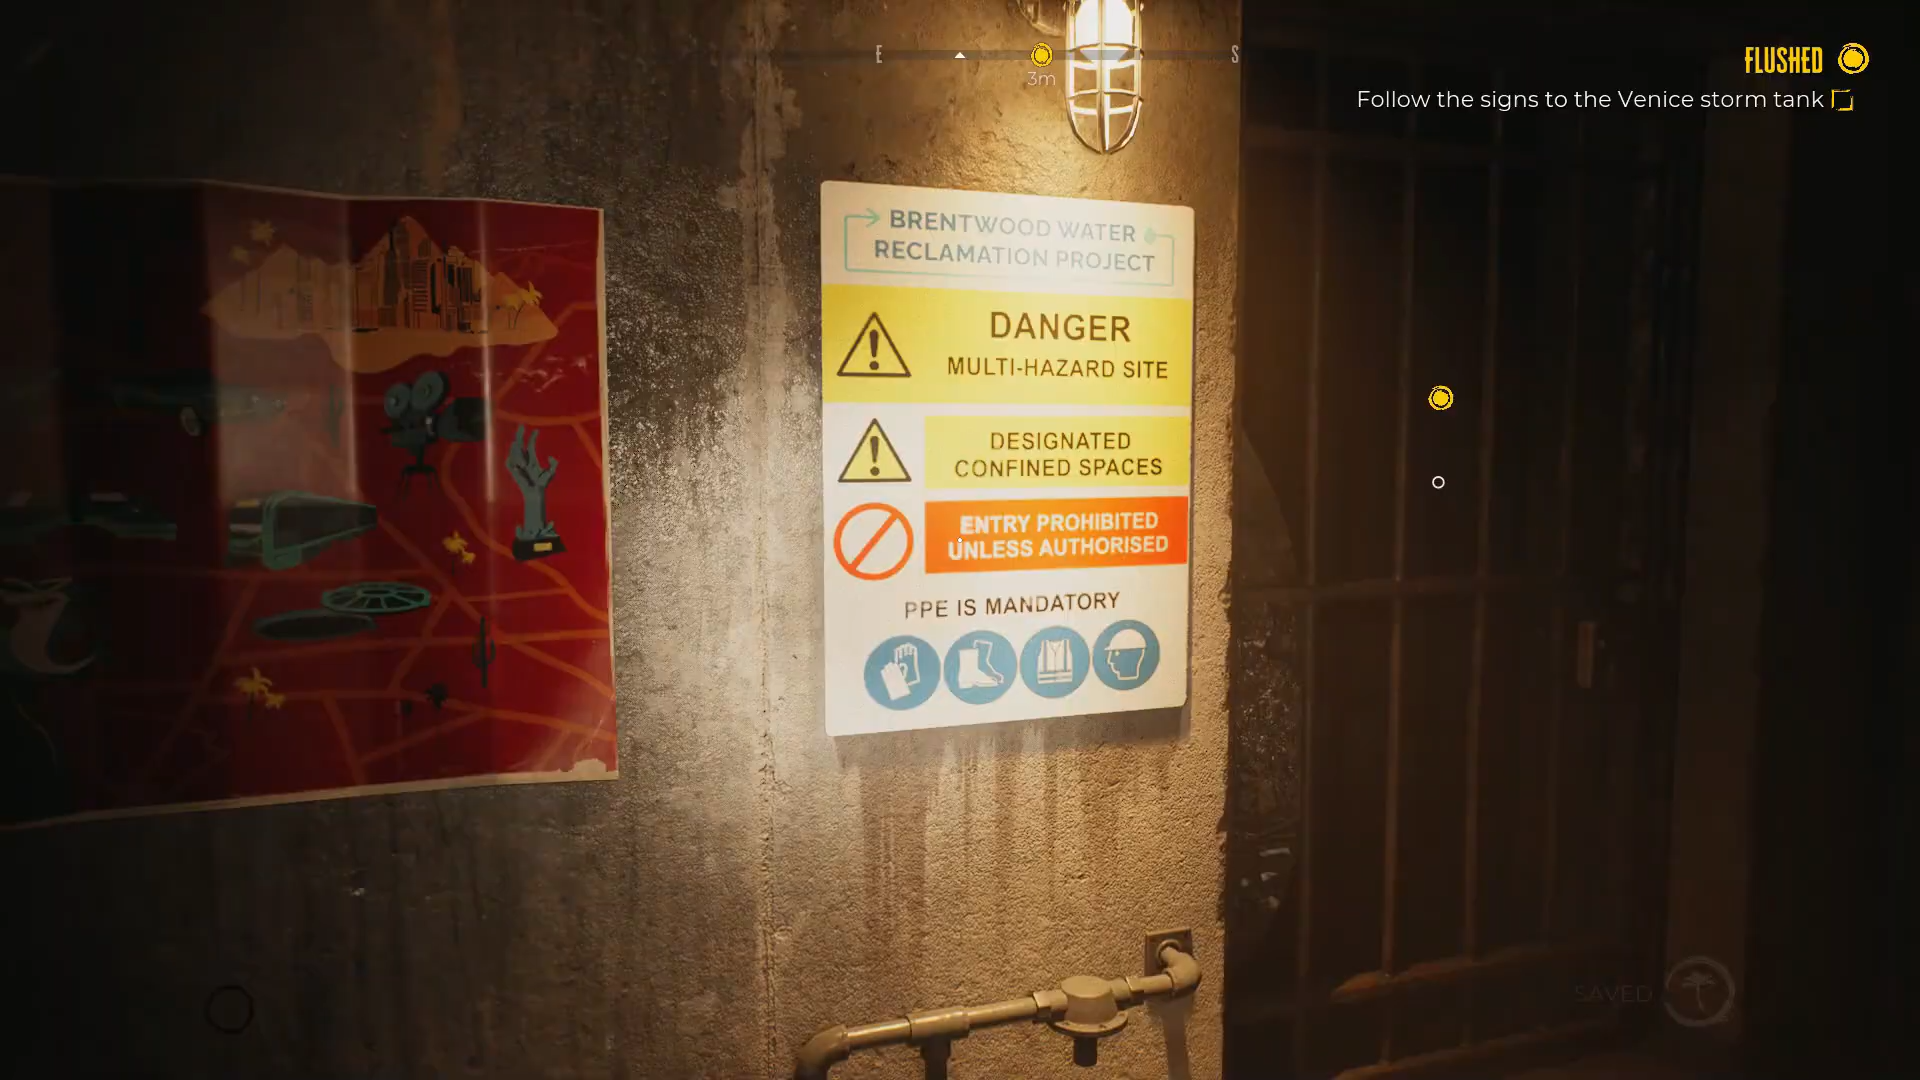 E
S
3m
FLUSHED
Follow the signs to the Venice storm tank
BRENTWOOD WATER
RECLAMATION PROJECT
DANGER
MULTI-HAZARD SITE
DESIGNATED
CONFINED SPACES
ENTRY PROHIBITED
UNLESS AUTHORISED
PPE IS MANDATORY
SAVED